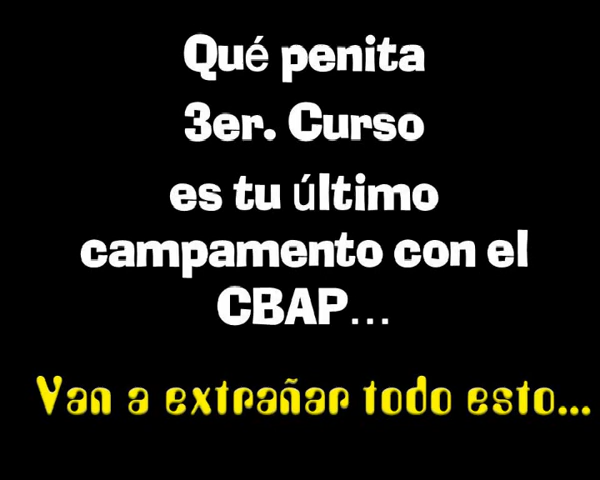 Qué penita
3er. Curso
es tu último
campamento con el
CBAP...
Van a extrañar todo esto...